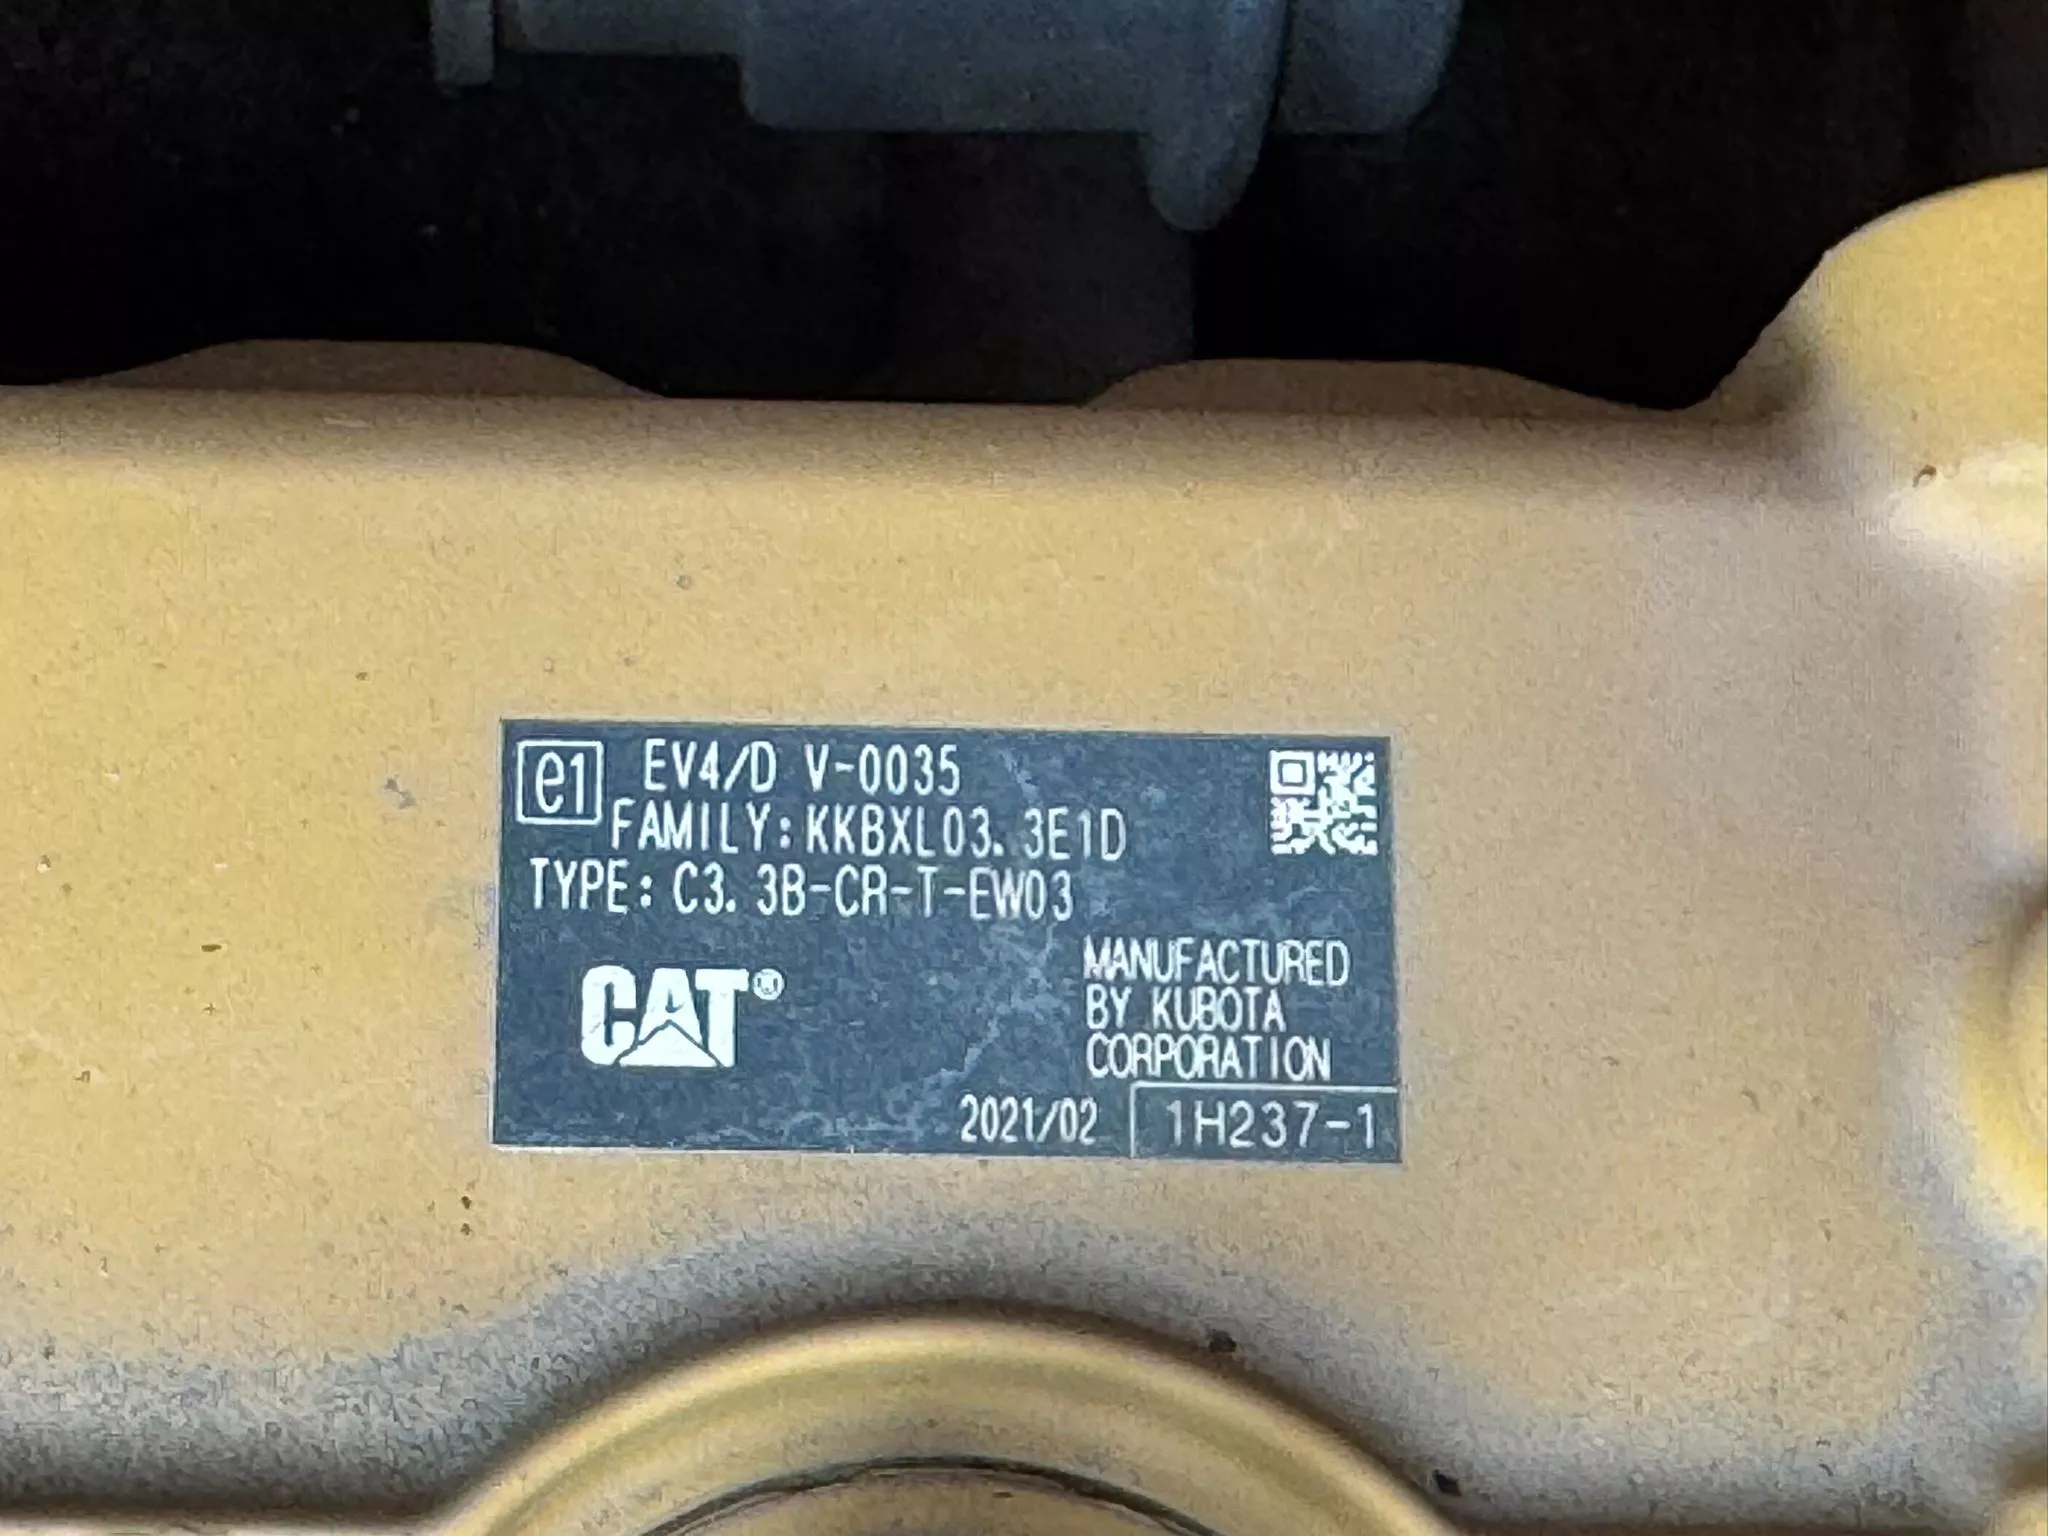 e1 EV4/D V-0035
FAMILY:KKBXL03.3E1D
TYPE:C3.3B-CR-T-EW03
CAT®
MANUFACTURED
BY KUBOTA
CORPORATION
2021/02 1H237-1